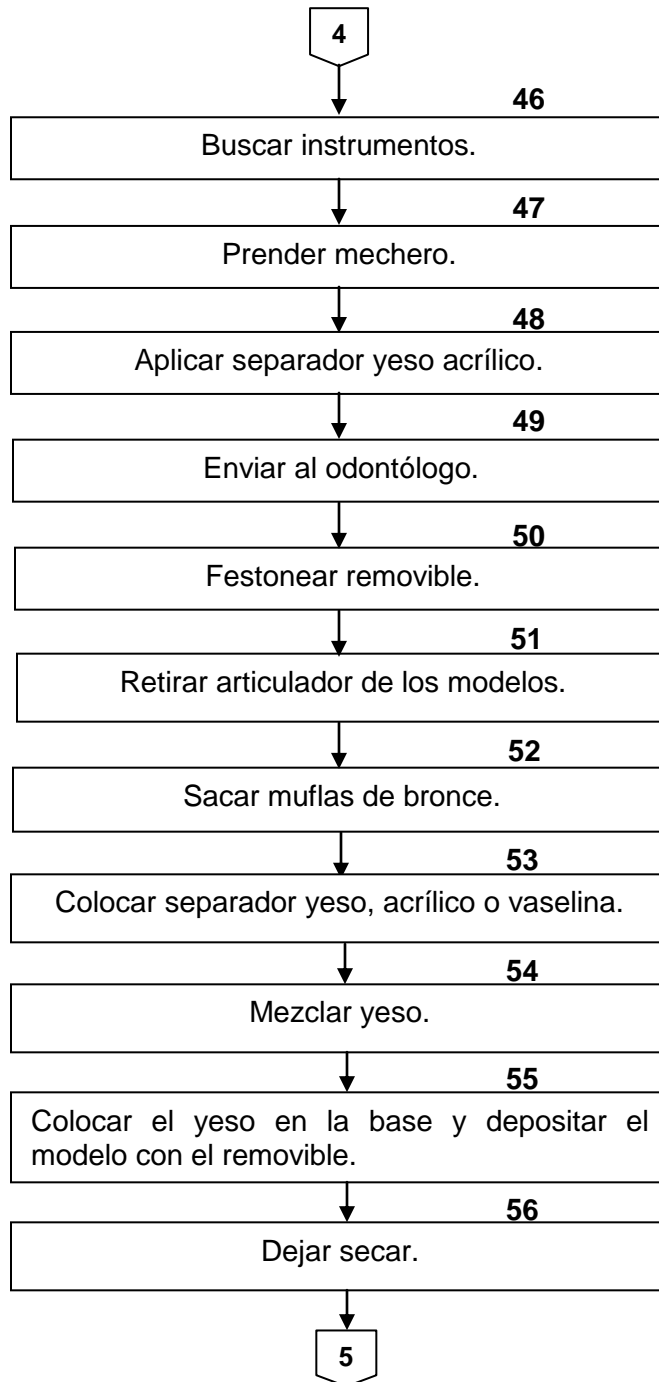 4
46
Buscar instrumentos.
47
Prender mechero.
48
Aplicar separador yeso acrílico.
49
Enviar al odontólogo.
50
Festonear removible.
51
Retirar articulador de los modelos.
52
Sacar muflas de bronce.
53
Colocar separador yeso, acrílico o vaselina.
54
Mezclar yeso.
55
Colocar el yeso en la base y depositar el
modelo con el removible.
56
Dejar secar.
5